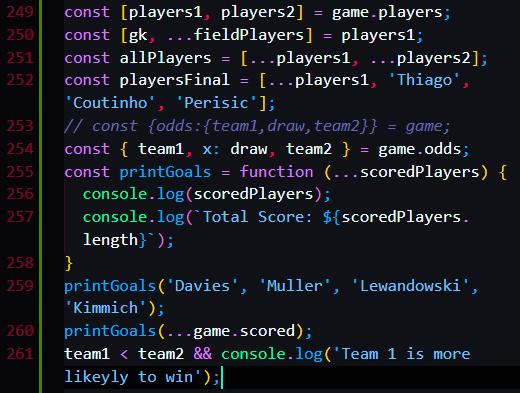 249 const [players1, players2] = game.players;
250 const [gk, ...fieldPlayers] = players1;
251 const allPlayers = [...players1, ...players2];
252 const playersFinal = [...players1, 'Thiago',
'Coutinho', 'Perisic'];
253 // const {odds:{team1,draw,team2}} = game;
254 const { team1, x: draw, team2 } = game.odds;
255 const printGoals = function (...scoredPlayers) {
256 console.log(scoredPlayers);
257 console.log(`Total Score: ${scoredPlayers.
length}`);
258 }
259 printGoals('Davies', 'Muller', 'Lewandowski',
'Kimmich');
260 printGoals(...game.scored);
261 team1 < team2 && console.log('Team 1 is more
likeyly to win');